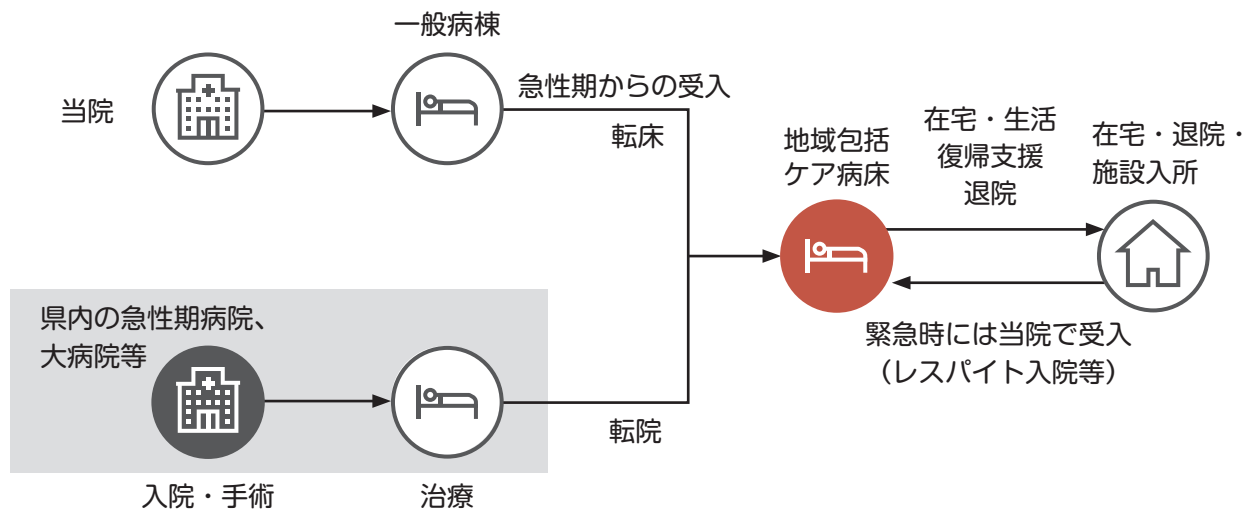 一般病棟
当院
急性期からの受入
転床
地域包括
ケア病床
在宅・生活
復帰支援
退院
在宅・退院・
施設入所
県内の急性期病院、
大病院等
緊急時には当院で受入
（レスパイト入院等）
転院
入院・手術
治療